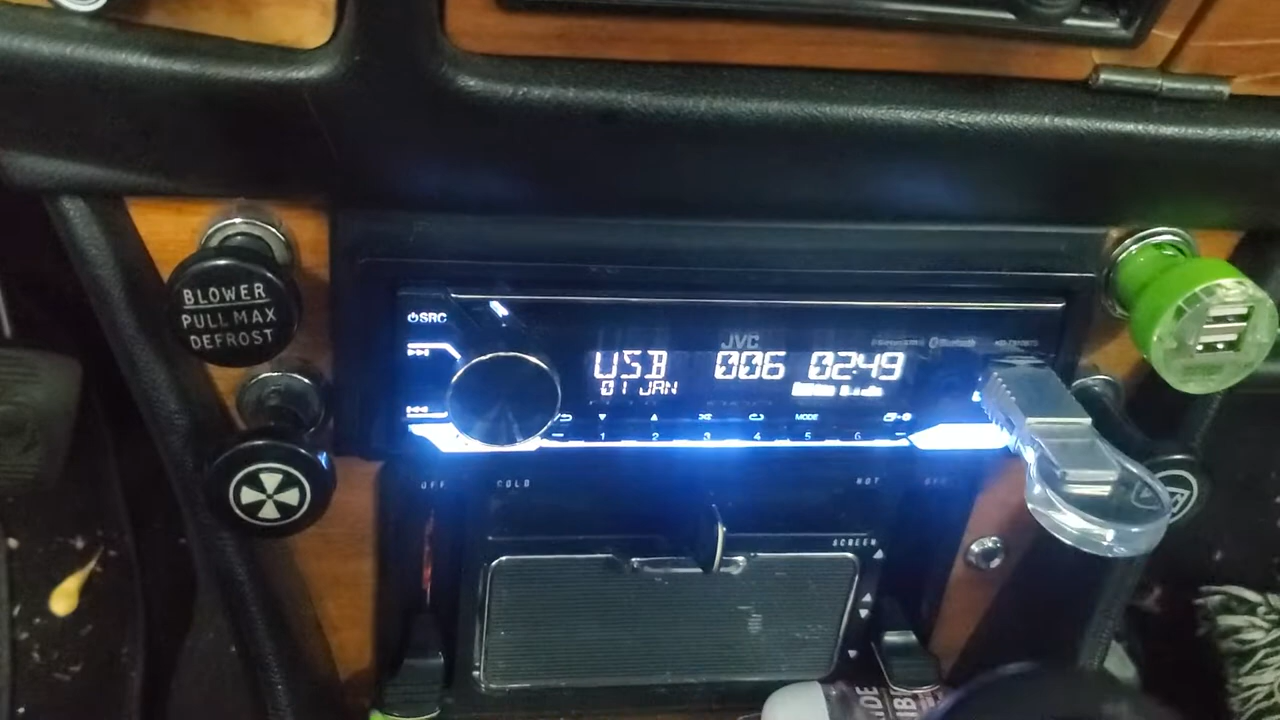 BLOWER
PULL MAX
DEFROST
SRC
JVC
Bluetooth
USB 006 02:49
01 JAN
MODE
1 2 3 4 5 6
OFF COLD HOT OFF
SCREEN